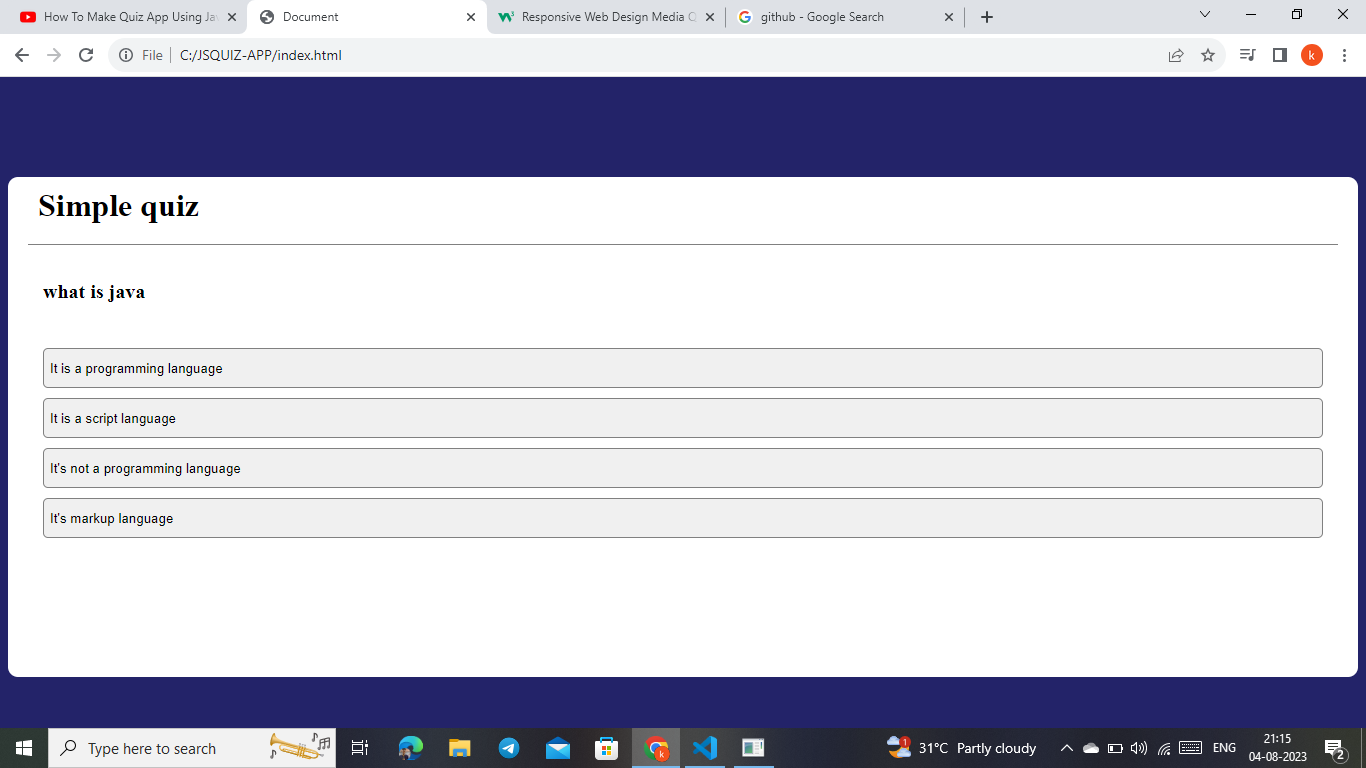 How To Make Quiz App Using Ja
Document
Responsive Web Design Media Q
github - Google Search
File
C:/JSQUIZ-APP/index.html
k
Simple quiz
what is java
It is a programming language
It is a script language
It's not a programming language
It's markup language
Type here to search
k
1
31°C Partly cloudy
ENG
21:15
04-08-2023
2